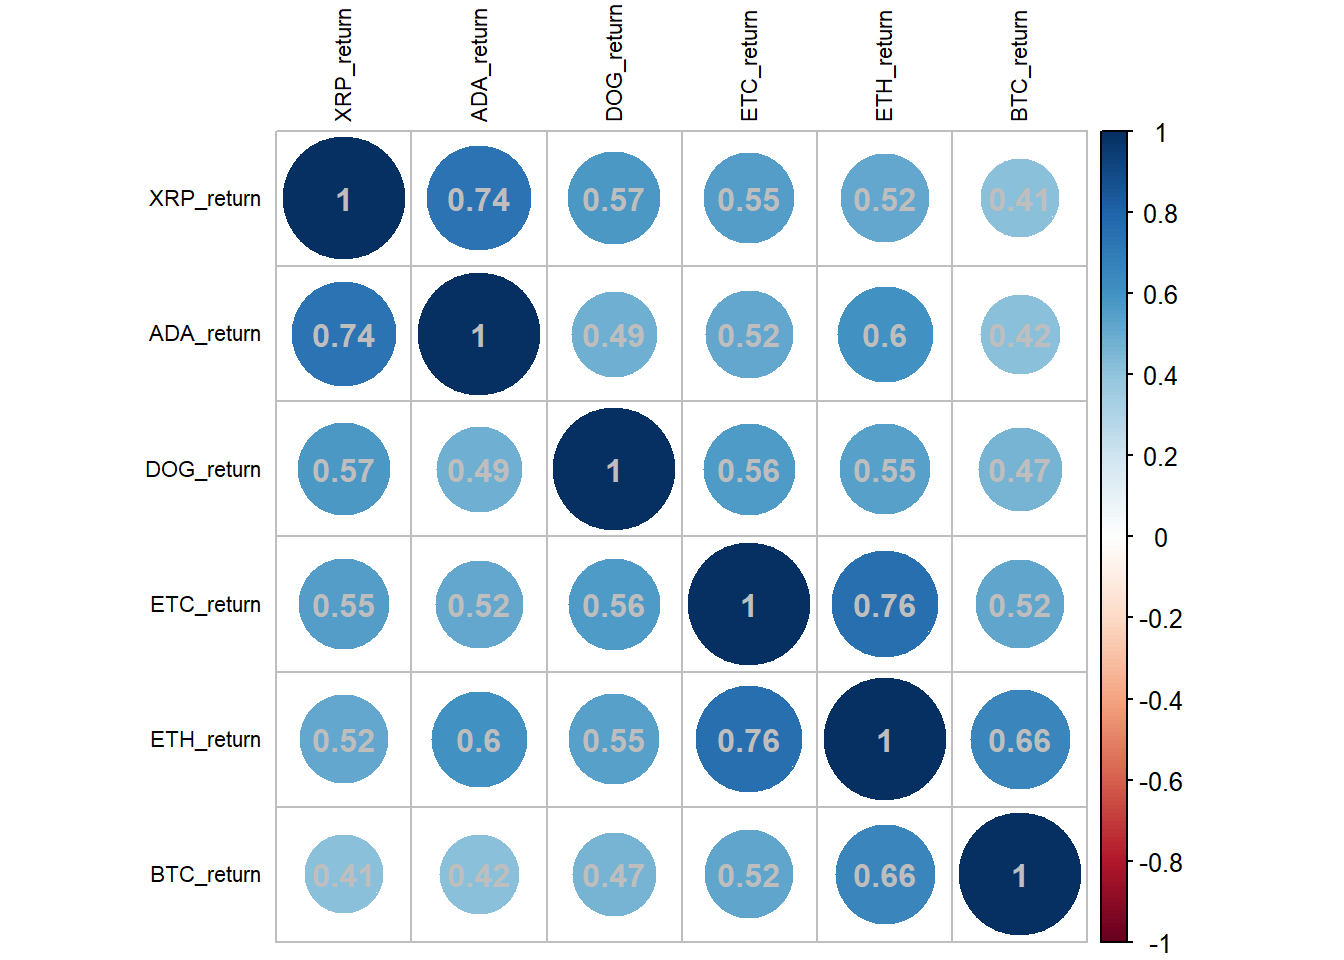 XRP_return
ADA_return
DOG_return
ETC_return
ETH_return
BTC_return
XRP_return 1 0.74 0.57 0.55 0.52 0.41
ADA_return 0.74 1 0.49 0.52 0.6 0.42
DOG_return 0.57 0.49 1 0.56 0.55 0.47
ETC_return 0.55 0.52 0.56 1 0.76 0.52
ETH_return 0.52 0.6 0.55 0.76 1 0.66
BTC_return 0.41 0.42 0.47 0.52 0.66 1
1
0.8
0.6
0.4
0.2
0
-0.2
-0.4
-0.6
-0.8
-1